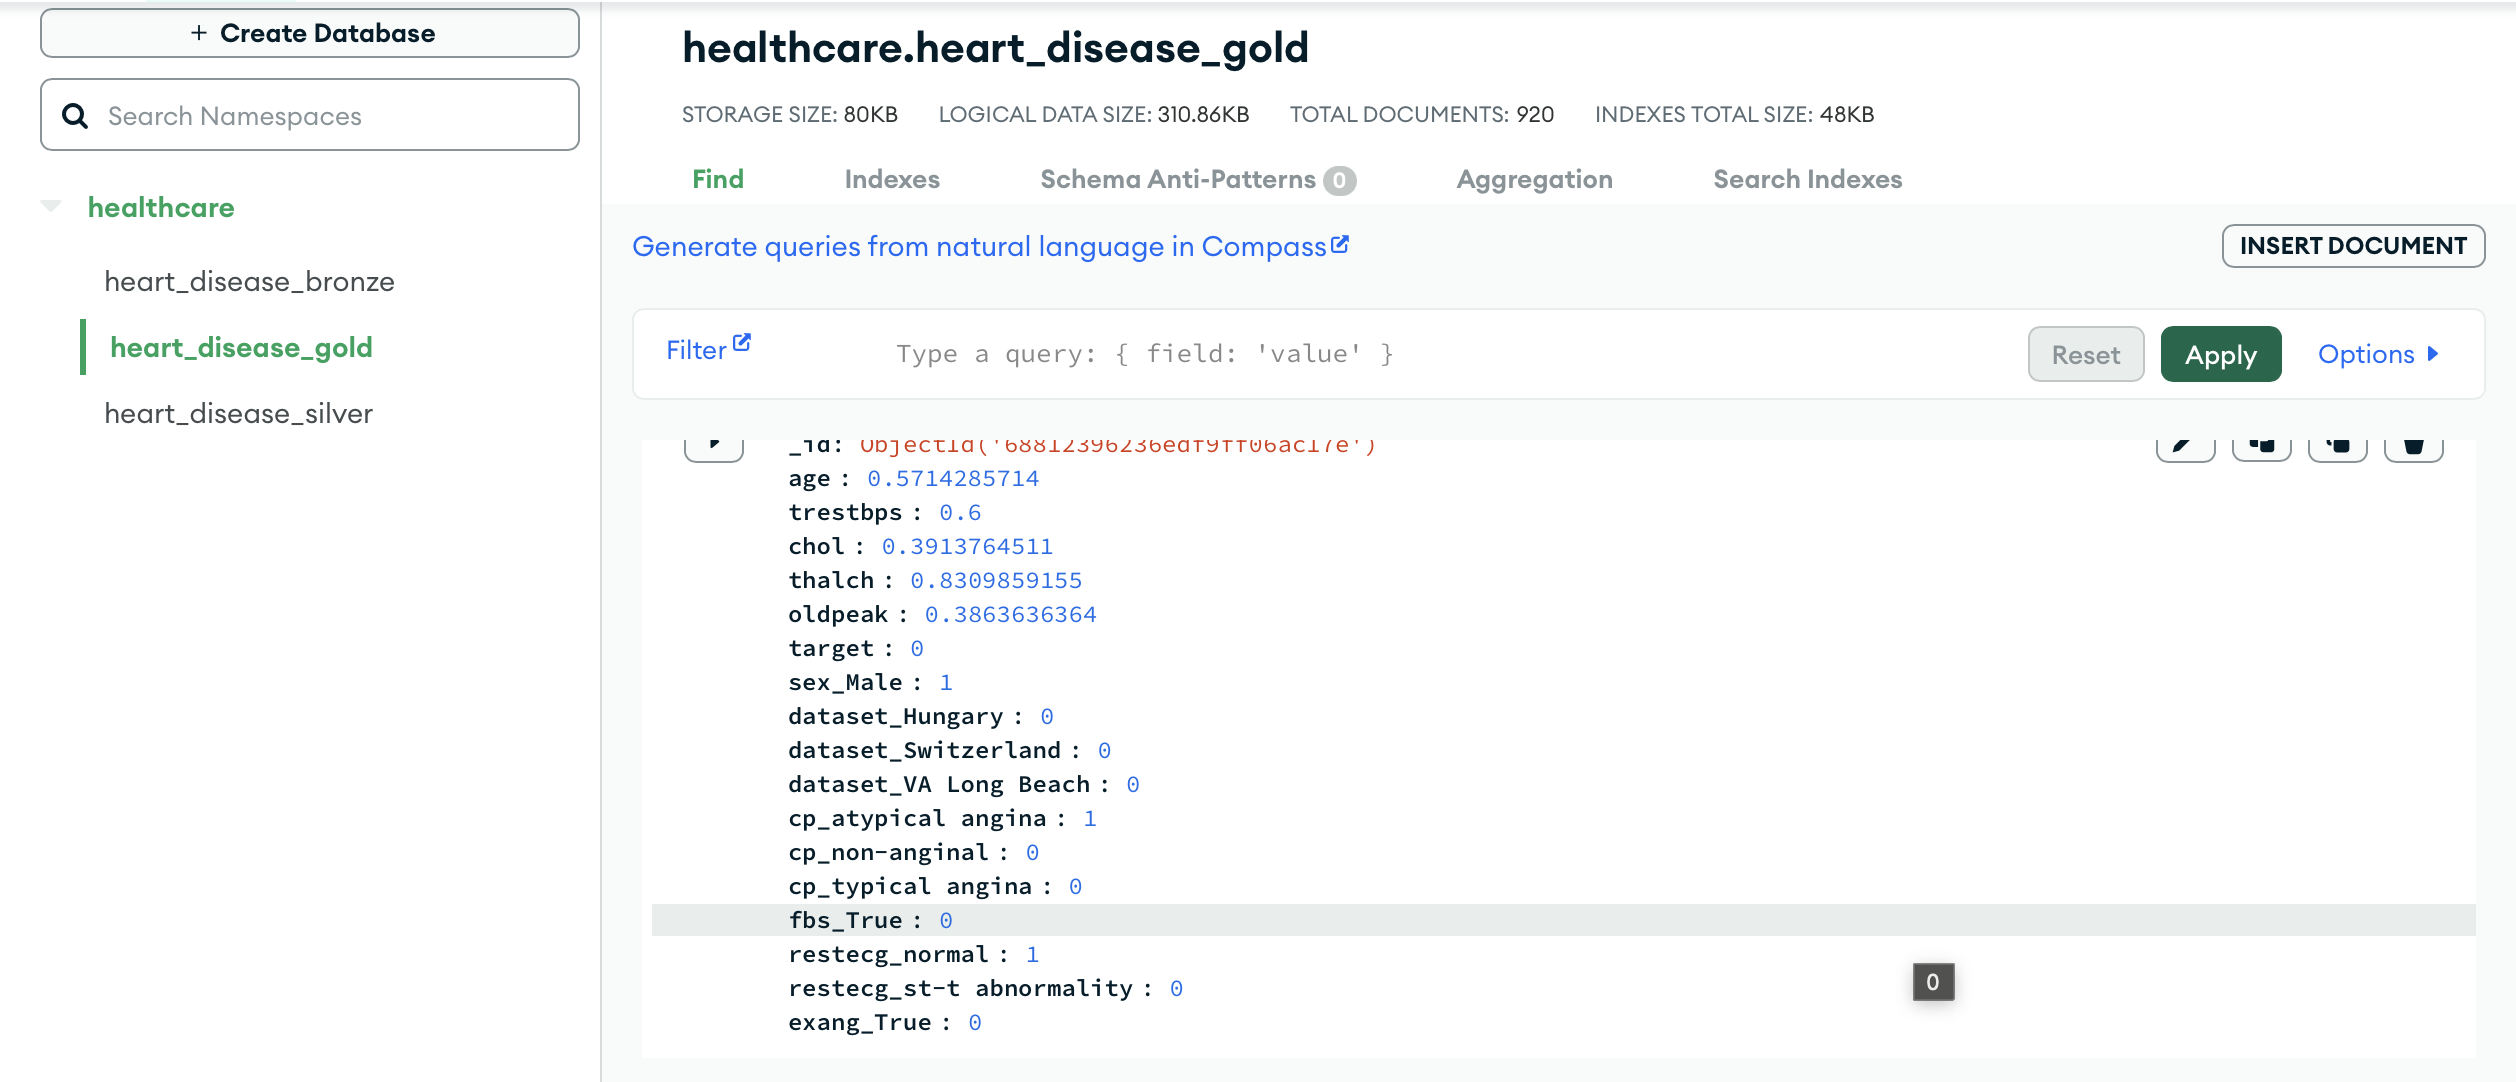 + Create Database
Search Namespaces
healthcare
heart_disease_bronze
heart_disease_gold
heart_disease_silver
healthcare.heart_disease_gold
STORAGE SIZE: 80KB LOGICAL DATA SIZE: 310.86KB TOTAL DOCUMENTS: 920 INDEXES TOTAL SIZE: 48KB
Find Indexes Schema Anti-Patterns 0 Aggregation Search Indexes
Generate queries from natural language in Compass
INSERT DOCUMENT
Filter Type a query: { field: 'value' } Reset Apply Options
_id: ObjectId('68812396236edf9ff06ac17e')
age : 0.5714285714
trestbps : 0.6
chol : 0.3913764511
thalch : 0.8309859155
oldpeak : 0.3863636364
target : 0
sex_Male : 1
dataset_Hungary : 0
dataset_Switzerland : 0
dataset_VA Long Beach : 0
cp_atypical angina : 1
cp_non-anginal : 0
cp_typical angina : 0
fbs_True : 0
restecg_normal : 1
restecg_st-t abnormality : 0
exang_True : 0
0